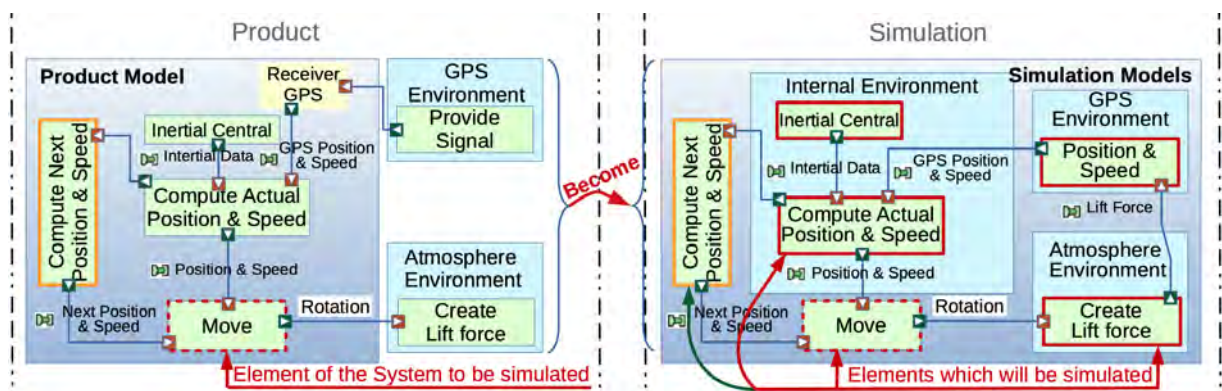 Product
Product Model
Receiver
GPS
GPS
Environment
Provide
Signal
Compute Next
Position & Speed
Inertial Central
Intertial Data
GPS Position
& Speed
Compute Actual
Position & Speed
Position & Speed
Next Position
& Speed
Move
Rotation
Atmosphere
Environment
Create
Lift force
Element of the System to be simulated
Become
Simulation
Simulation Models
Internal Environment
GPS
Environment
Compute Next
Position & Speed
Inertial Central
Intertial Data
GPS Position
& Speed
Position &
Speed
Compute Actual
Position & Speed
Lift Force
Position & Speed
Next Position
& Speed
Move
Rotation
Atmosphere
Environment
Create
Lift force
Elements which will be simulated